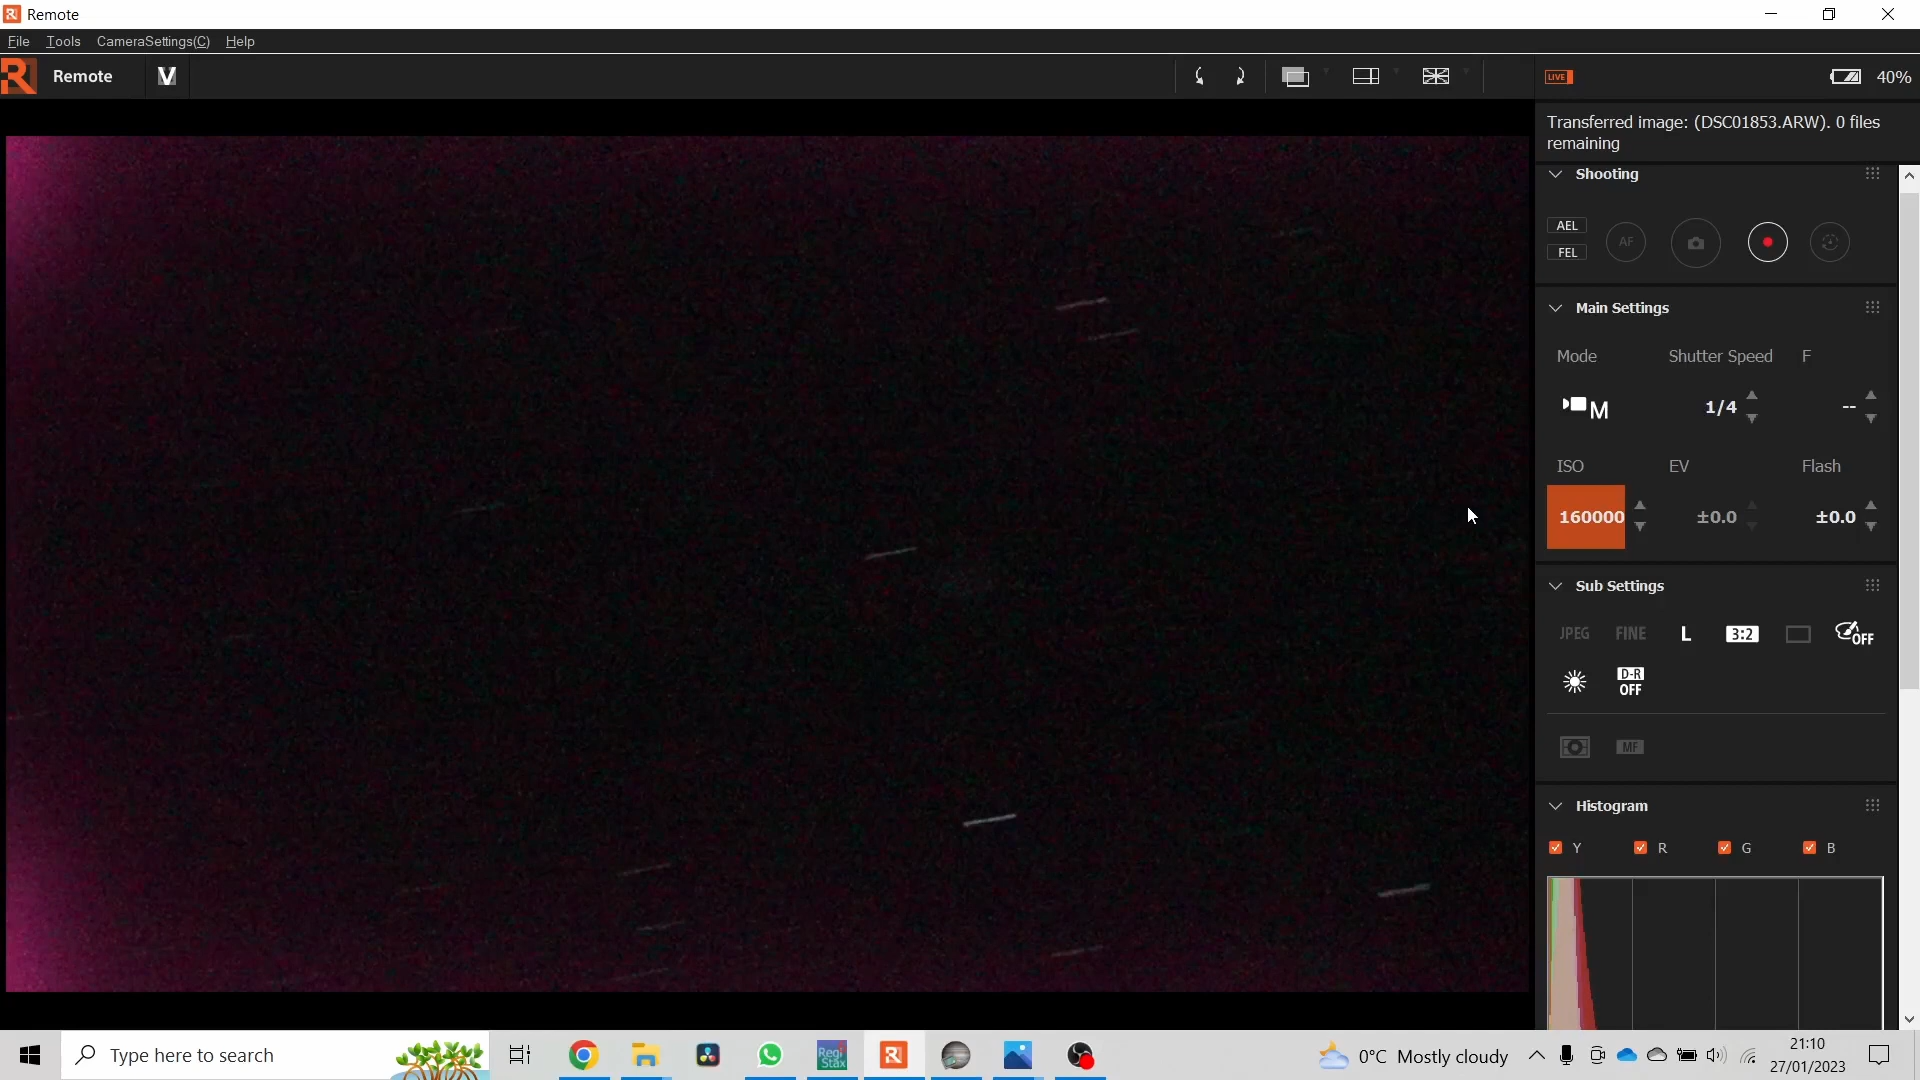 Remote
File Tools CameraSettings(C) Help
Remote V
LIVE 40%
Transferred image: (DSC01853.ARW). 0 files
remaining
Shooting
AEL
FEL
AF
Main Settings
Mode Shutter Speed F
M 1/4 --
ISO EV Flash
160000 ±0.0 ±0.0
Sub Settings
JPEG FINE L 3:2 OFF
D-R
OFF
MF
Histogram
Y R G B
Type here to search
Regi
Stax
0°C Mostly cloudy
21:10
27/01/2023